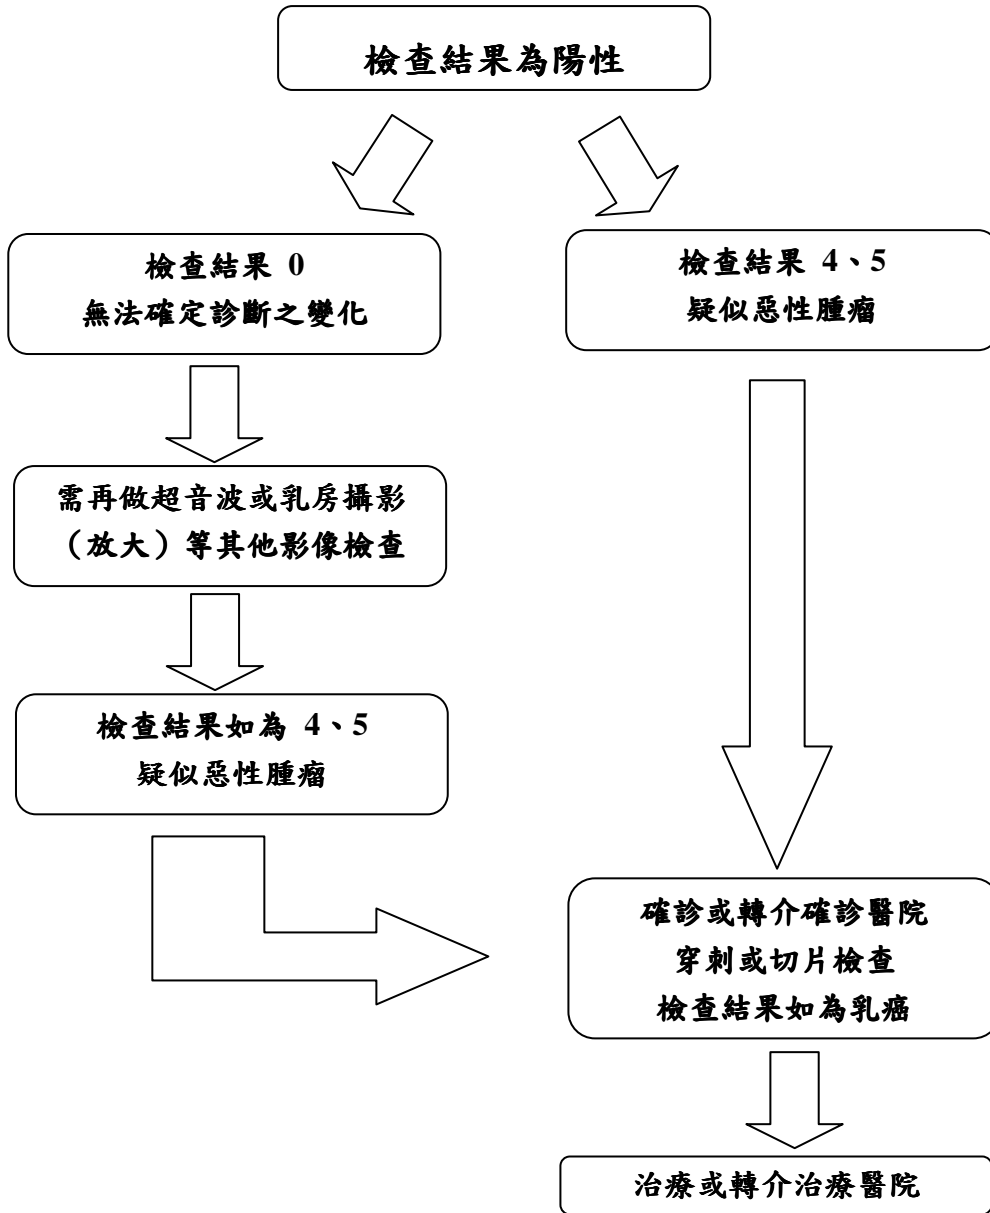 檢查結果為陽性
檢查結果 0
無法確定診斷之變化
檢查結果 4、5
疑似惡性腫瘤
需再做超音波或乳房攝影
（放大）等其他影像檢查
檢查結果如為 4、5
疑似惡性腫瘤
確診或轉介確診醫院
穿刺或切片檢查
檢查結果如為乳癌
治療或轉介治療醫院